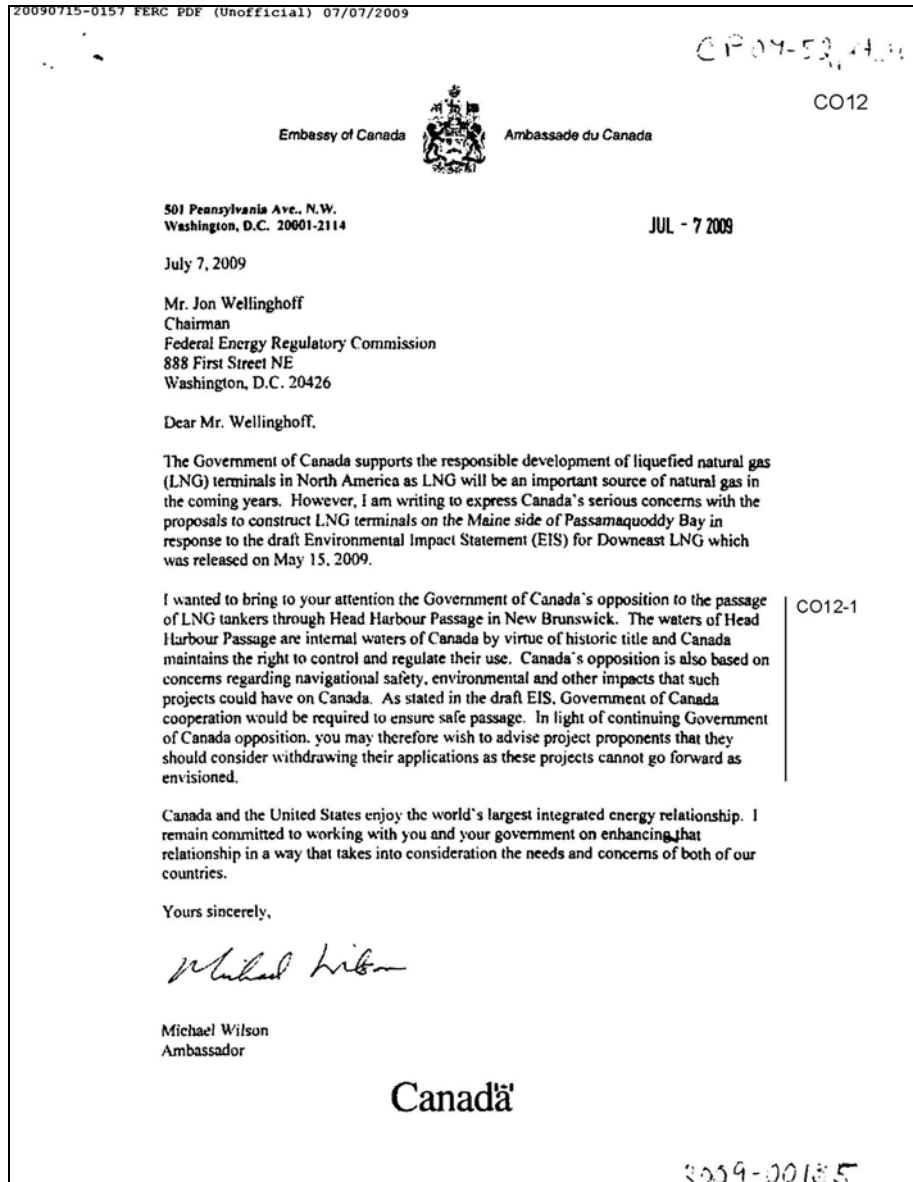 20090715-0157 FERC PDF (Unofficial) 07/07/2009
CO12
Embassy of Canada
Ambassade du Canada
501 Pennsylvania Ave., N.W.
Washington, D.C. 20001-2114
JUL - 7 2009
July 7, 2009
Mr. Jon Wellinghoff
Chairman
Federal Energy Regulatory Commission
888 First Street NE
Washington, D.C. 20426
Dear Mr. Wellinghoff,
The Government of Canada supports the responsible development of liquefied natural gas
(LNG) terminals in North America as LNG will be an important source of natural gas in
the coming years. However, I am writing to express Canada's serious concerns with the
proposals to construct LNG terminals on the Maine side of Passamaquoddy Bay in
response to the draft Environmental Impact Statement (EIS) for Downeast LNG which
was released on May 15, 2009.
I wanted to bring to your attention the Government of Canada's opposition to the passage
of LNG tankers through Head Harbour Passage in New Brunswick. The waters of Head
Harbour Passage are internal waters of Canada by virtue of historic title and Canada
maintains the right to control and regulate their use. Canada's opposition is also based on
concerns regarding navigational safety, environmental and other impacts that such
projects could have on Canada. As stated in the draft EIS, Government of Canada
cooperation would be required to ensure safe passage. In light of continuing Government
of Canada opposition, you may therefore wish to advise project proponents that they
should consider withdrawing their applications as these projects cannot go forward as
envisioned.
CO12-1
Canada and the United States enjoy the world's largest integrated energy relationship. I
remain committed to working with you and your government on enhancing that
relationship in a way that takes into consideration the needs and concerns of both of our
countries.
Yours sincerely,
Michael Wilson
Michael Wilson
Ambassador
Canada